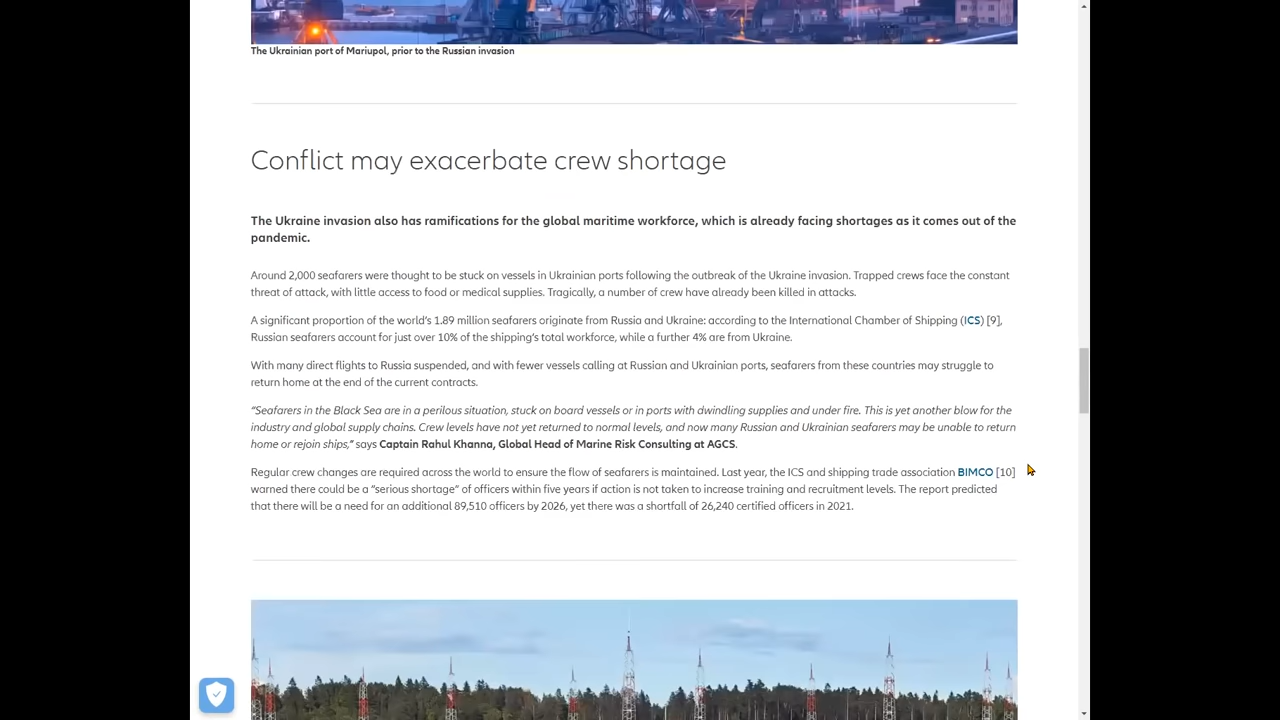 The Ukrainian port of Mariupol, prior to the Russian invasion
Conflict may exacerbate crew shortage
The Ukraine invasion also has ramifications for the global maritime workforce, which is already facing shortages as it comes out of the
pandemic.
Around 2,000 seafarers were thought to be stuck on vessels in Ukrainian ports following the outbreak of the Ukraine invasion. Trapped crews face the constant
threat of attack, with little access to food or medical supplies. Tragically, a number of crew have already been killed in attacks.
A significant proportion of the world’s 1.89 million seafarers originate from Russia and Ukraine: according to the International Chamber of Shipping (ICS) [9],
Russian seafarers account for just over 10% of the shipping’s total workforce, while a further 4% are from Ukraine.
With many direct flights to Russia suspended, and with fewer vessels calling at Russian and Ukrainian ports, seafarers from these countries may struggle to
return home at the end of the current contracts.
“Seafarers in the Black Sea are in a perilous situation, stuck on board vessels or in ports with dwindling supplies and under fire. This is yet another blow for the
industry and global supply chains. Crew levels have not yet returned to normal levels, and now many Russian and Ukrainian seafarers may be unable to return
home or rejoin ships,” says Captain Rahul Khanna, Global Head of Marine Risk Consulting at AGCS.
Regular crew changes are required across the world to ensure the flow of seafarers is maintained. Last year, the ICS and shipping trade association BIMCO [10]
warned there could be a “serious shortage” of officers within five years if action is not taken to increase training and recruitment levels. The report predicted
that there will be a need for an additional 89,510 officers by 2026, yet there was a shortfall of 26,240 certified officers in 2021.